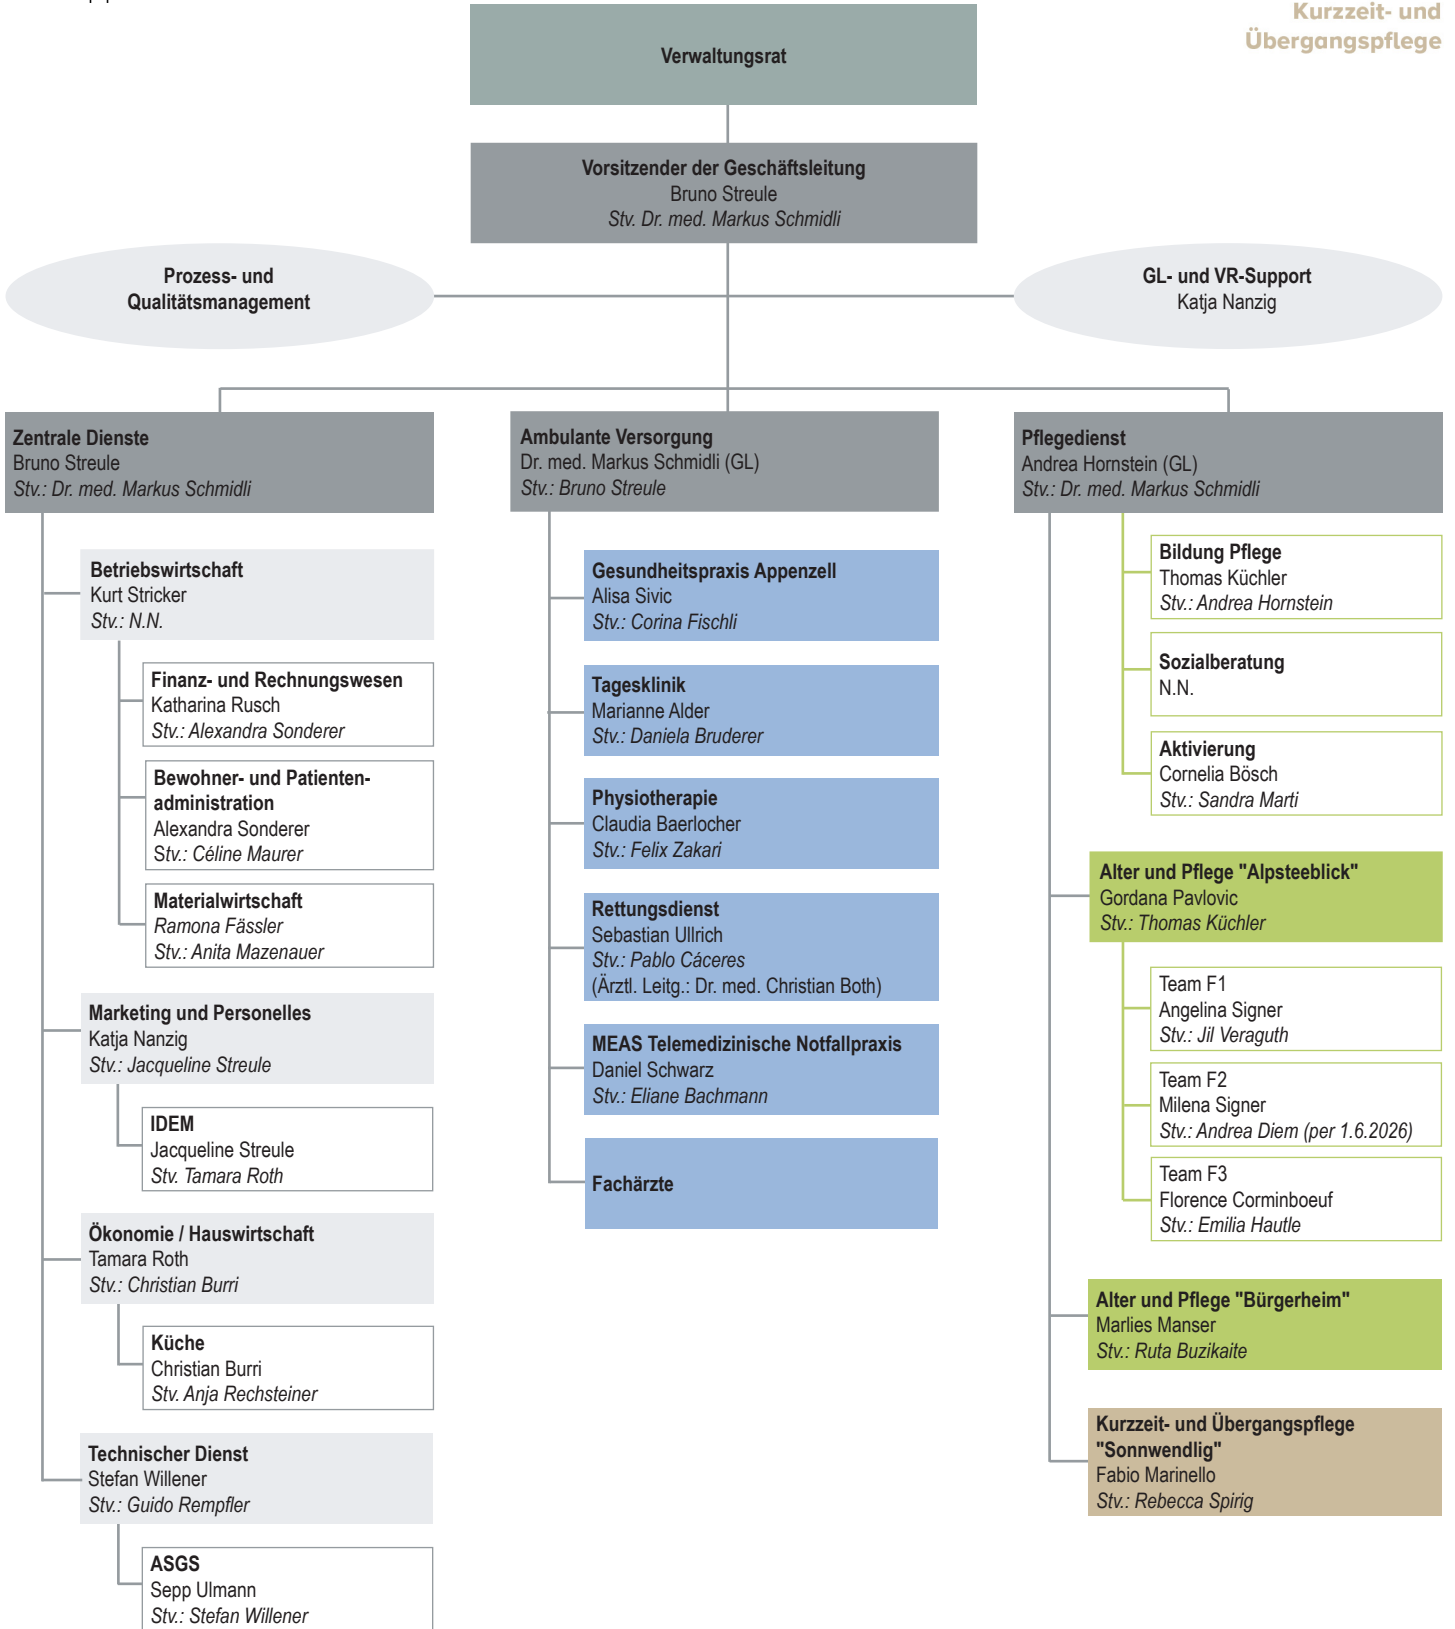 Kurzzeit- und
Übergangspflege
Verwaltungsrat
Vorsitzender der Geschäftsleitung
Bruno Streule
Stv. Dr. med. Markus Schmidli
Prozess- und
Qualitätsmanagement
GL- und VR-Support
Katja Nanzig
Zentrale Dienste
Bruno Streule
Stv.: Dr. med. Markus Schmidli
Betriebswirtschaft
Kurt Stricker
Stv.: N.N.
Finanz- und Rechnungswesen
Katharina Rusch
Stv.: Alexandra Sonderer
Bewohner- und Patienten-
administration
Alexandra Sonderer
Stv.: Céline Maurer
Materialwirtschaft
Ramona Fässler
Stv.: Anita Mazenauer
Marketing und Personelles
Katja Nanzig
Stv.: Jacqueline Streule
IDEM
Jacqueline Streule
Stv. Tamara Roth
Ökonomie / Hauswirtschaft
Tamara Roth
Stv.: Christian Burri
Küche
Christian Burri
Stv. Anja Rechsteiner
Technischer Dienst
Stefan Willener
Stv.: Guido Rempfler
ASGS
Sepp Ulmann
Stv.: Stefan Willener
Ambulante Versorgung
Dr. med. Markus Schmidli (GL)
Stv.: Bruno Streule
Gesundheitspraxis Appenzell
Alisa Sivic
Stv.: Corina Fischli
Tagesklinik
Marianne Alder
Stv.: Daniela Bruderer
Physiotherapie
Claudia Baerlocher
Stv.: Felix Zakari
Rettungsdienst
Sebastian Ullrich
Stv.: Pablo Cáceres
(Ärztl. Leitg.: Dr. med. Christian Both)
MEAS Telemedizinische Notfallpraxis
Daniel Schwarz
Stv.: Eliane Bachmann
Fachärzte
Pflegedienst
Andrea Hornstein (GL)
Stv.: Dr. med. Markus Schmidli
Bildung Pflege
Thomas Küchler
Stv.: Andrea Hornstein
Sozialberatung
N.N.
Aktivierung
Cornelia Bösch
Stv.: Sandra Marti
Alter und Pflege "Alpsteeblick"
Gordana Pavlovic
Stv.: Thomas Küchler
Team F1
Angelina Signer
Stv.: Jil Veraguth
Team F2
Milena Signer
Stv.: Andrea Diem (per 1.6.2026)
Team F3
Florence Corminboeuf
Stv.: Emilia Hautle
Alter und Pflege "Bürgerheim"
Marlies Manser
Stv.: Ruta Buzikaite
Kurzzeit- und Übergangspflege
"Sonnwendlig"
Fabio Marinello
Stv.: Rebecca Spirig